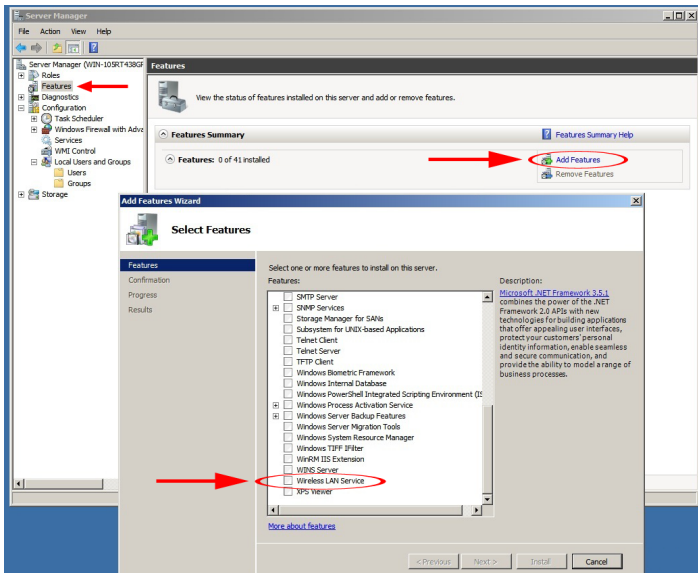 Server Manager
File Action View Help
Server Manager (WIN-105RT438GF
Roles
Features
Diagnostics
Configuration
Task Scheduler
Windows Firewall with Adva
Services
WMI Control
Local Users and Groups
Users
Groups
Storage
Features
View the status of features installed on this server and add or remove features.
Features Summary
Features Summary Help
Features: 0 of 41 installed
Add Features
Remove Features
Add Features Wizard
Select Features
Features
Confirmation
Progress
Results
Select one or more features to install on this server.
Features:
SMTP Server
SNMP Services
Storage Manager for SANs
Subsystem for UNIX-based Applications
Telnet Client
Telnet Server
TFTP Client
Windows Biometric Framework
Windows Internal Database
Windows PowerShell Integrated Scripting Environment (IS
Windows Process Activation Service
Windows Server Backup Features
Windows Server Migration Tools
Windows System Resource Manager
Windows TIFF IFilter
WinRM IIS Extension
WINS Server
Wireless LAN Service
XPS Viewer
More about features
Description:
Microsoft .NET Framework 3.5.1
combines the power of the .NET
Framework 2.0 APIs with new
technologies for building applications
that offer appealing user interfaces,
protect your customers' personal
identity information, enable seamless
and secure communication, and
provide the ability to model a range of
business processes.
< Previous Next > Install Cancel